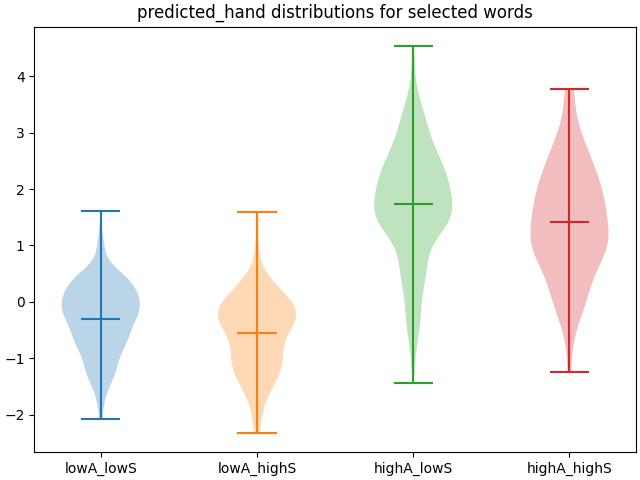 predicted_hand distributions for selected words
4
3
2
1
0
−1
−2
lowA_lowS
lowA_highS
highA_lowS
highA_highS